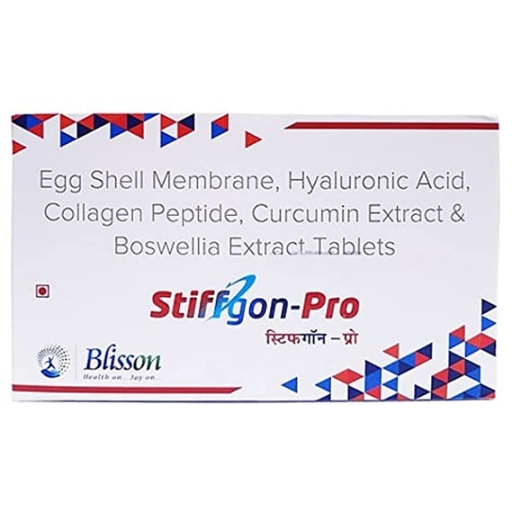 Egg Shell Membrane, Hyaluronic Acid,
Collagen Peptide, Curcumin Extract &
Boswellia Extract Tablets
Stiffgon-Pro
स्टिफगॉन – प्रो
Blisson
Health on... Joy on...